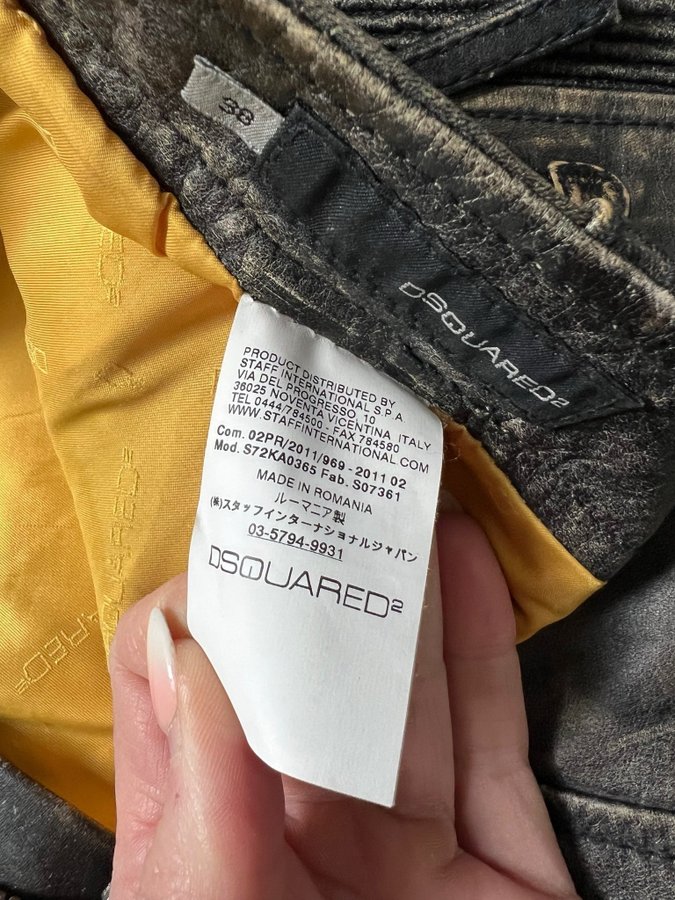 38
DSQUARED2
PRODUCT DISTRIBUTED BY
STAFF INTERNATIONAL S.P.A
VIA DEL PROGRESSO, 10
36025 NOVENTA VICENTINA ITALY
TEL 0444/784500 - FAX 784580
WWW.STAFFINTERNATIONAL.COM
Com. 02PR/2011/969 - 2011 02
Mod. S72KA0365 Fab. S07361
MADE IN ROMANIA
ルーマニア製
(株)スタッフインターナショナルジャパン
03-5794-9931
DSQUARED2